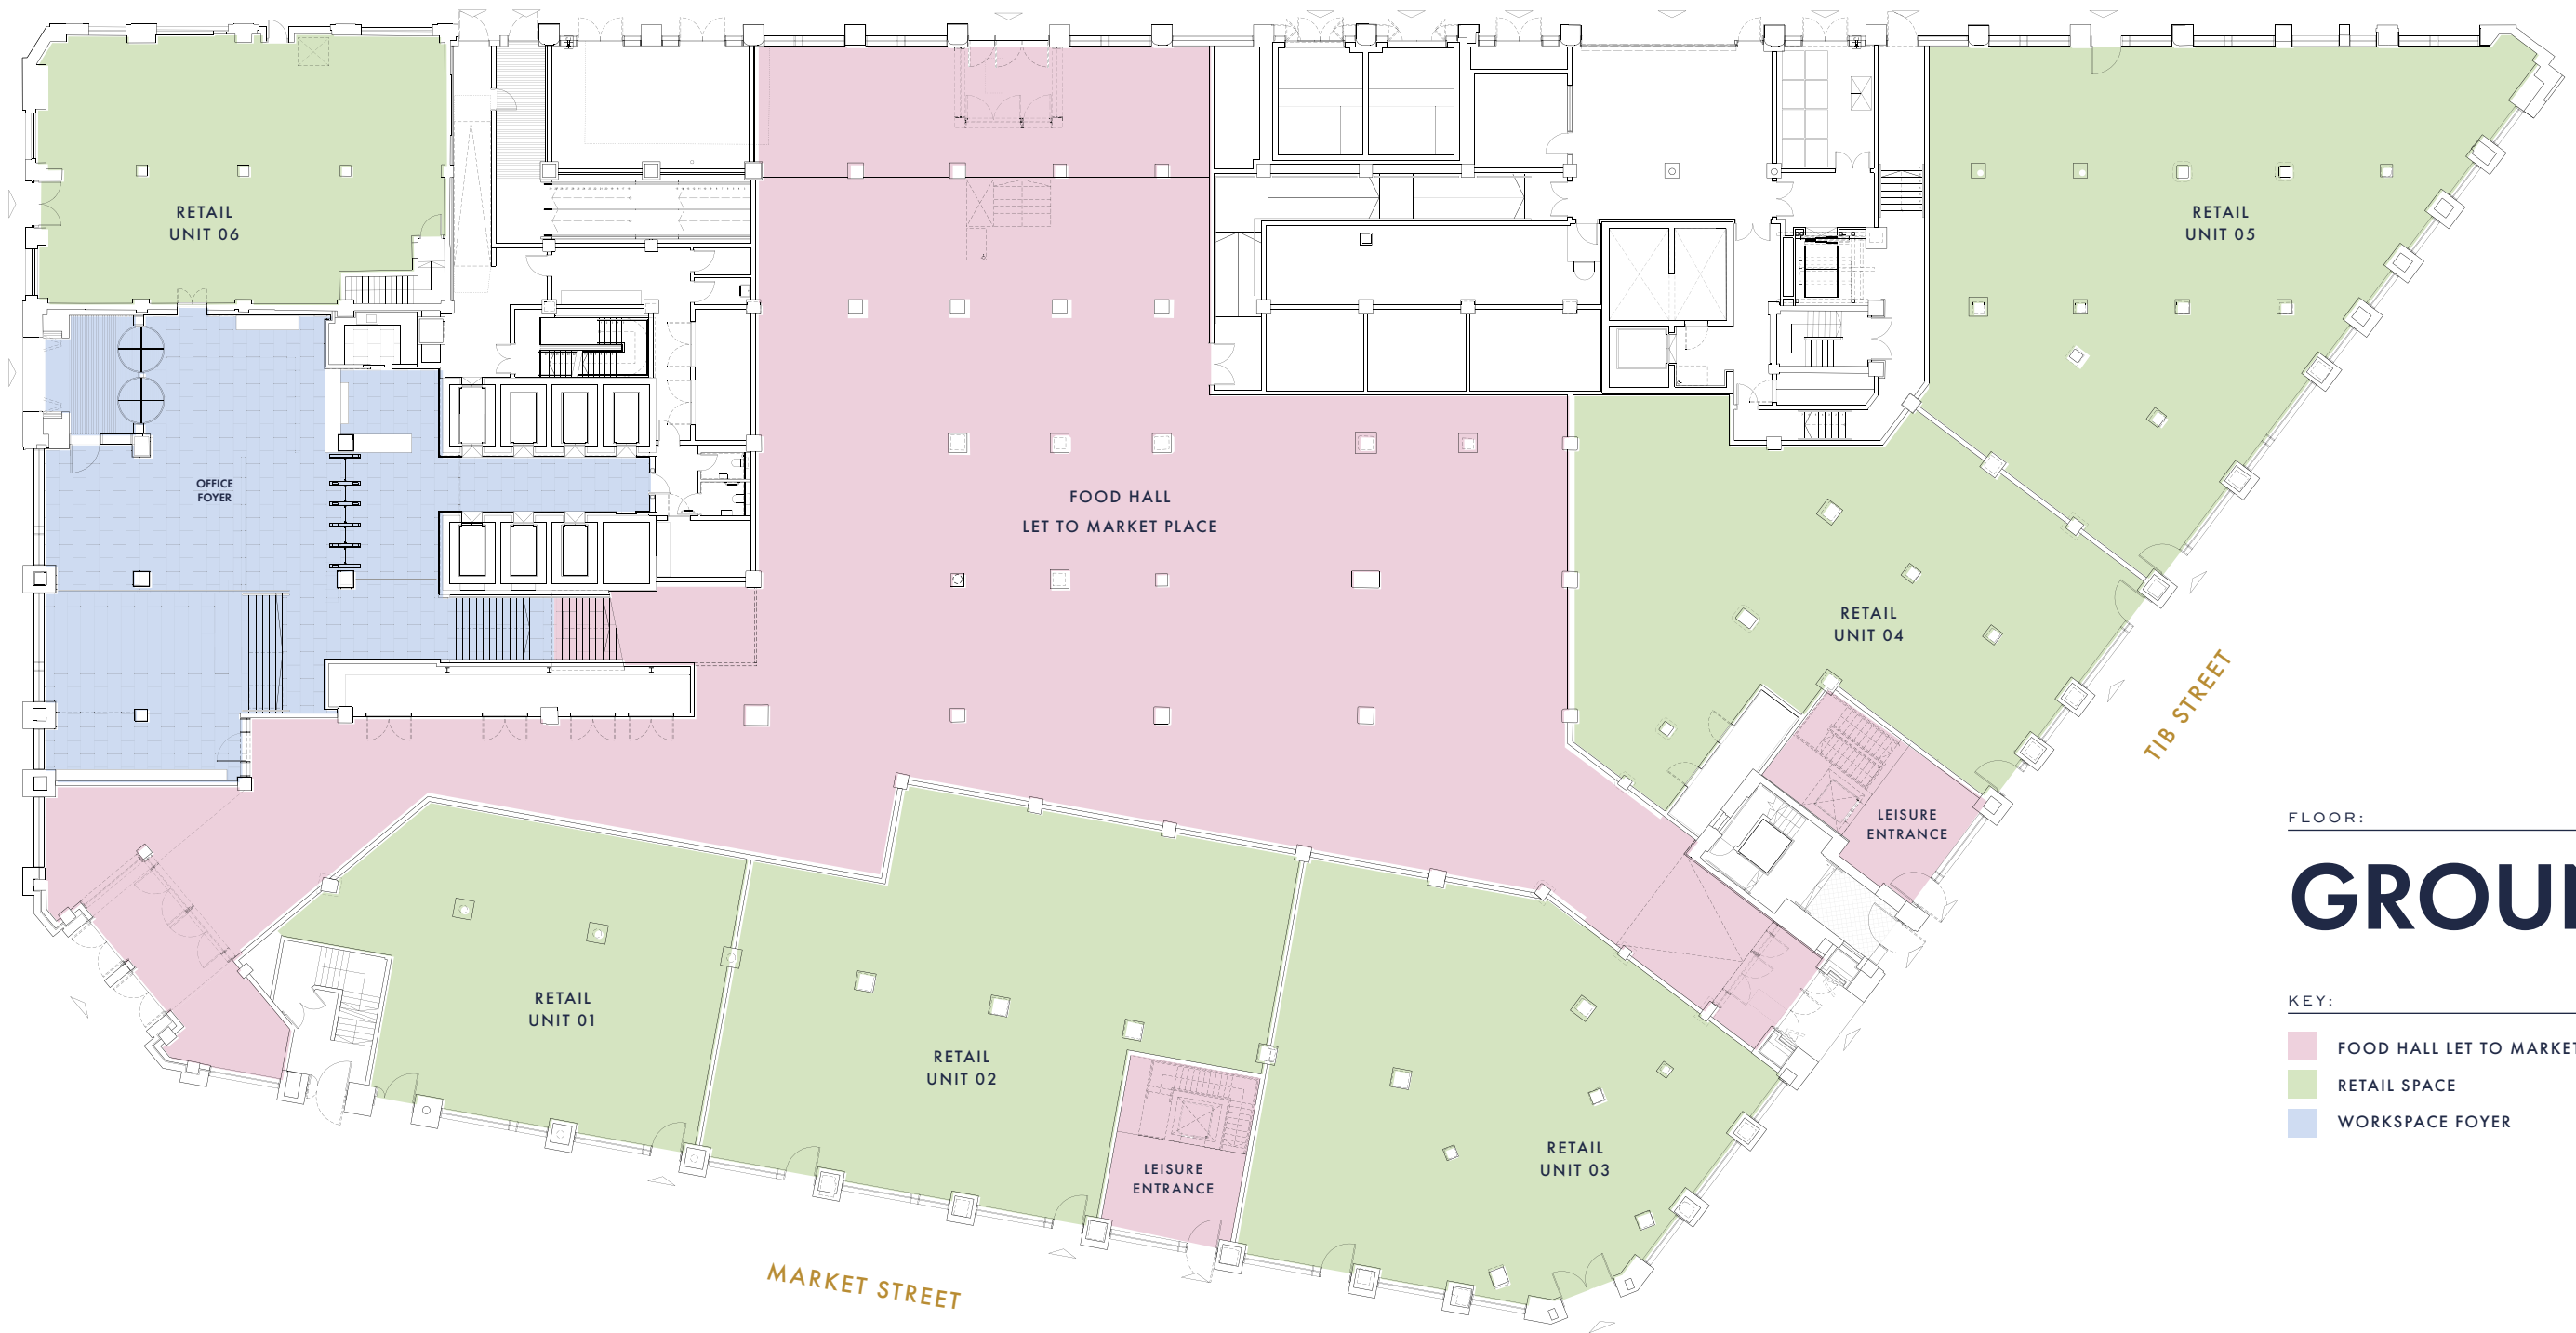 RETAIL
UNIT 06
RETAIL
UNIT 05
OFFICE
FOYER
FOOD HALL
LET TO MARKET PLACE
RETAIL
UNIT 04
TIB STREET
LEISURE
ENTRANCE
RETAIL
UNIT 01
RETAIL
UNIT 02
LEISURE
ENTRANCE
RETAIL
UNIT 03
MARKET STREET
FLOOR:
GROUN
KEY:
FOOD HALL LET TO MARKET
RETAIL SPACE
WORKSPACE FOYER